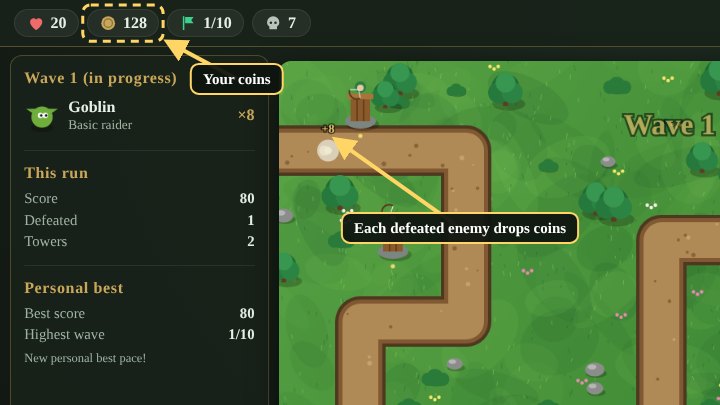 20 128 1/10 7
Your coins
Wave 1 (in progress)
Goblin ×8
Basic raider
This run
Score 80
Defeated 1
Towers 2
Personal best
Best score 80
Highest wave 1/10
New personal best pace!
Wave 1
+8
Each defeated enemy drops coins